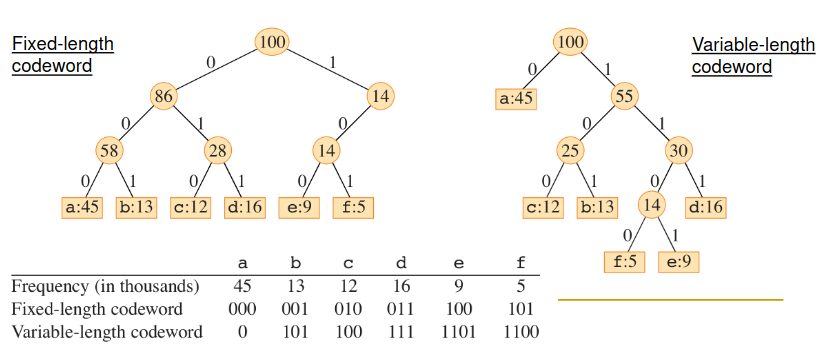 Fixed-length
codeword
100
0 1
86 14
0 1 0
58 28 14
0 1 0 1 0 1
a:45 b:13 c:12 d:16 e:9 f:5
100
0 1
a:45 55
0 1
25 30
0 1 0 1
c:12 b:13 14 d:16
0 1
f:5 e:9
Variable-length
codeword
a b c d e f
Frequency (in thousands) 45 13 12 16 9 5
Fixed-length codeword 000 001 010 011 100 101
Variable-length codeword 0 101 100 111 1101 1100